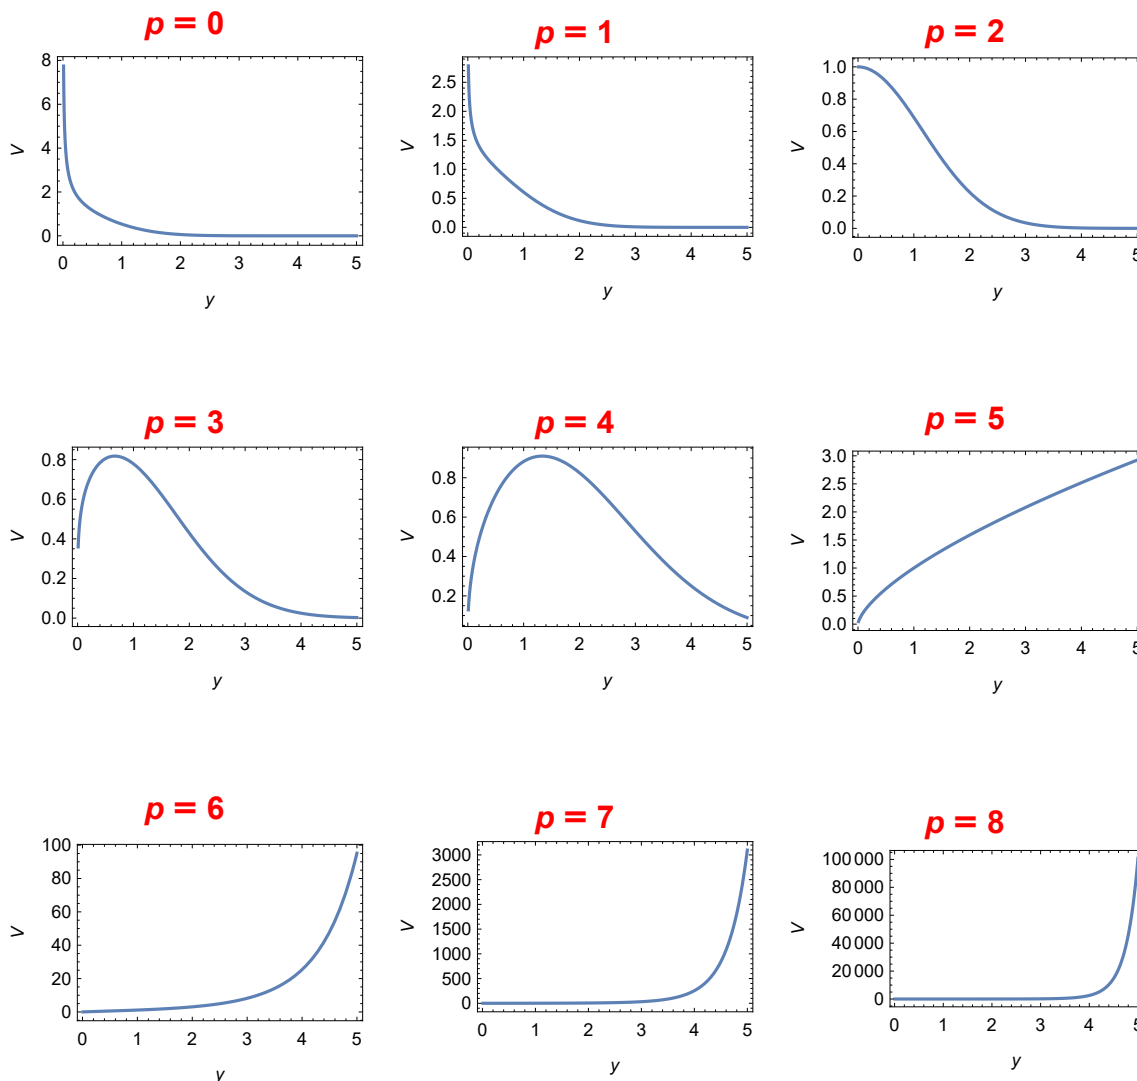 p = 0
8
6
4
2
0
V
0 1 2 3 4 5
y
p = 1
2.5
2.0
1.5
1.0
0.5
0.0
V
0 1 2 3 4 5
y
p = 2
1.0
0.8
0.6
0.4
0.2
0.0
V
0 1 2 3 4 5
y
p = 3
0.8
0.6
0.4
0.2
0.0
V
0 1 2 3 4 5
y
p = 4
0.8
0.6
0.4
0.2
V
0 1 2 3 4 5
y
p = 5
3.0
2.5
2.0
1.5
1.0
0.5
0.0
V
0 1 2 3 4 5
y
p = 6
100
80
60
40
20
0
V
0 1 2 3 4 5
y
p = 7
3000
2500
2000
1500
1000
500
0
V
0 1 2 3 4 5
y
p = 8
100 000
80 000
60 000
40 000
20 000
0
V
0 1 2 3 4 5
y